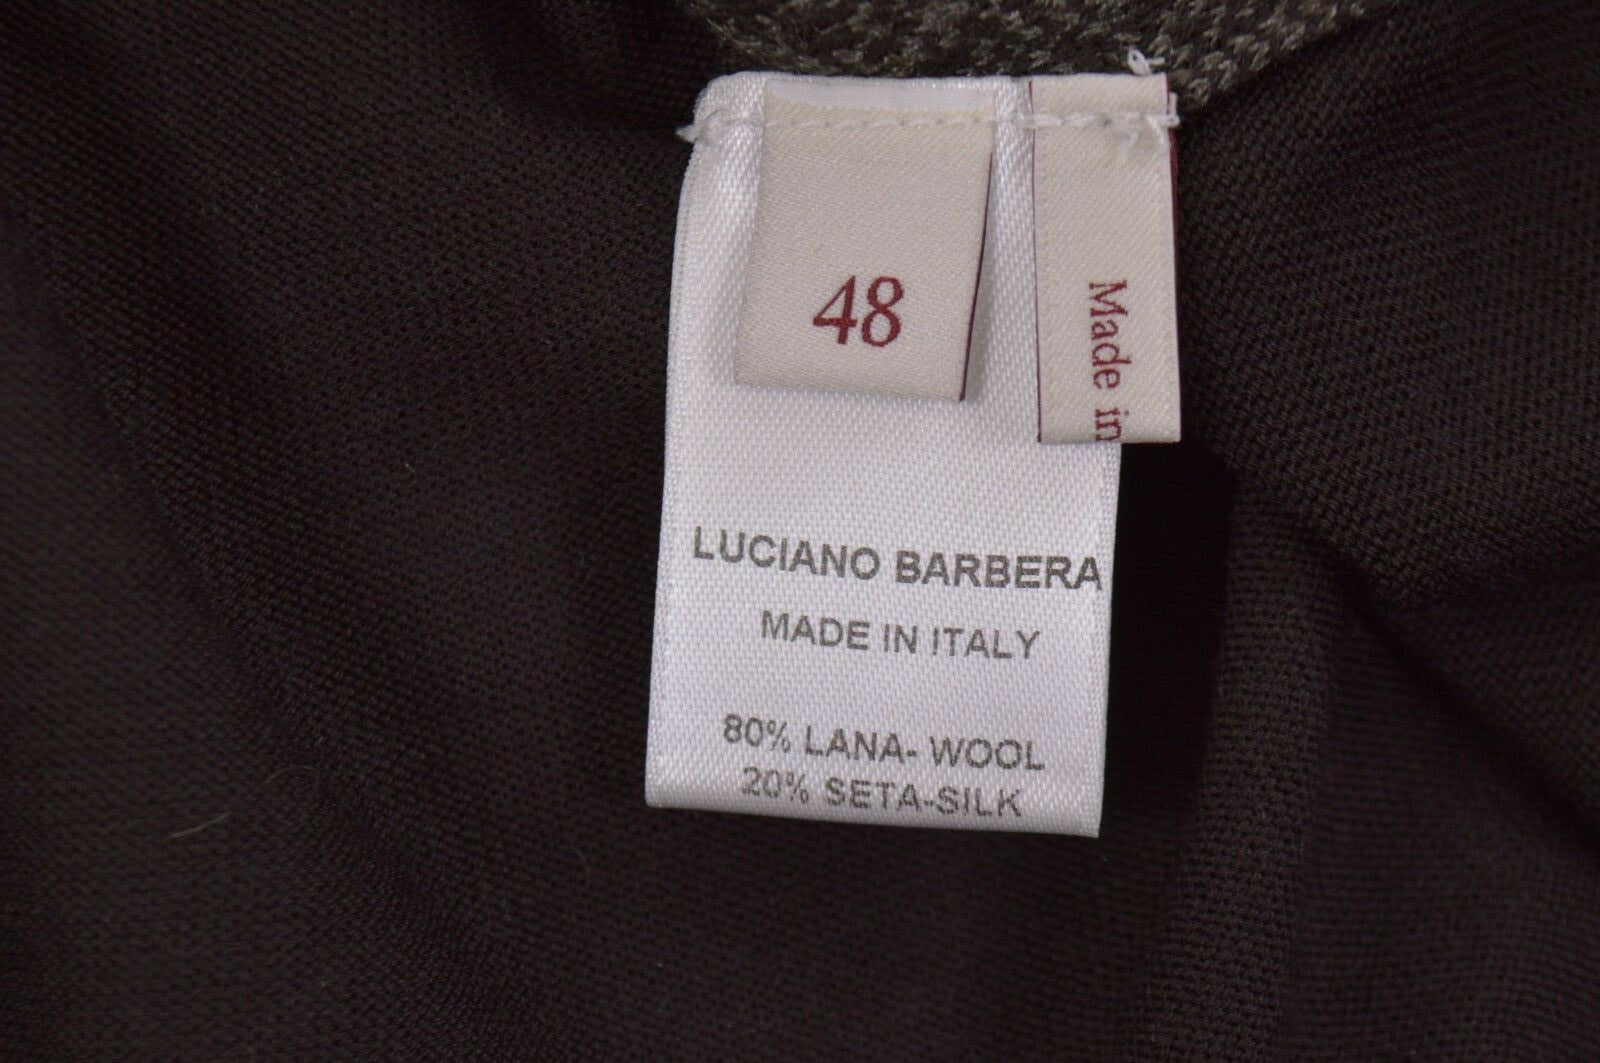 48
Made in
LUCIANO BARBERA
MADE IN ITALY
80% LANA- WOOL
20% SETA-SILK